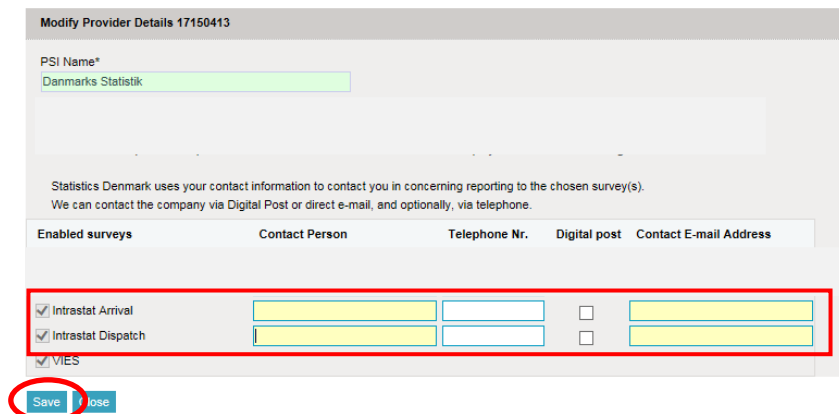 Modify Provider Details 17150413
PSI Name*
Danmarks Statistik
Statistics Denmark uses your contact information to contact you in concerning reporting to the chosen survey(s).
We can contact the company via Digital Post or direct e-mail, and optionally, via telephone.
Enabled surveys Contact Person Telephone Nr. Digital post Contact E-mail Address
Intrastat Arrival
Intrastat Dispatch
VIES
Save Close